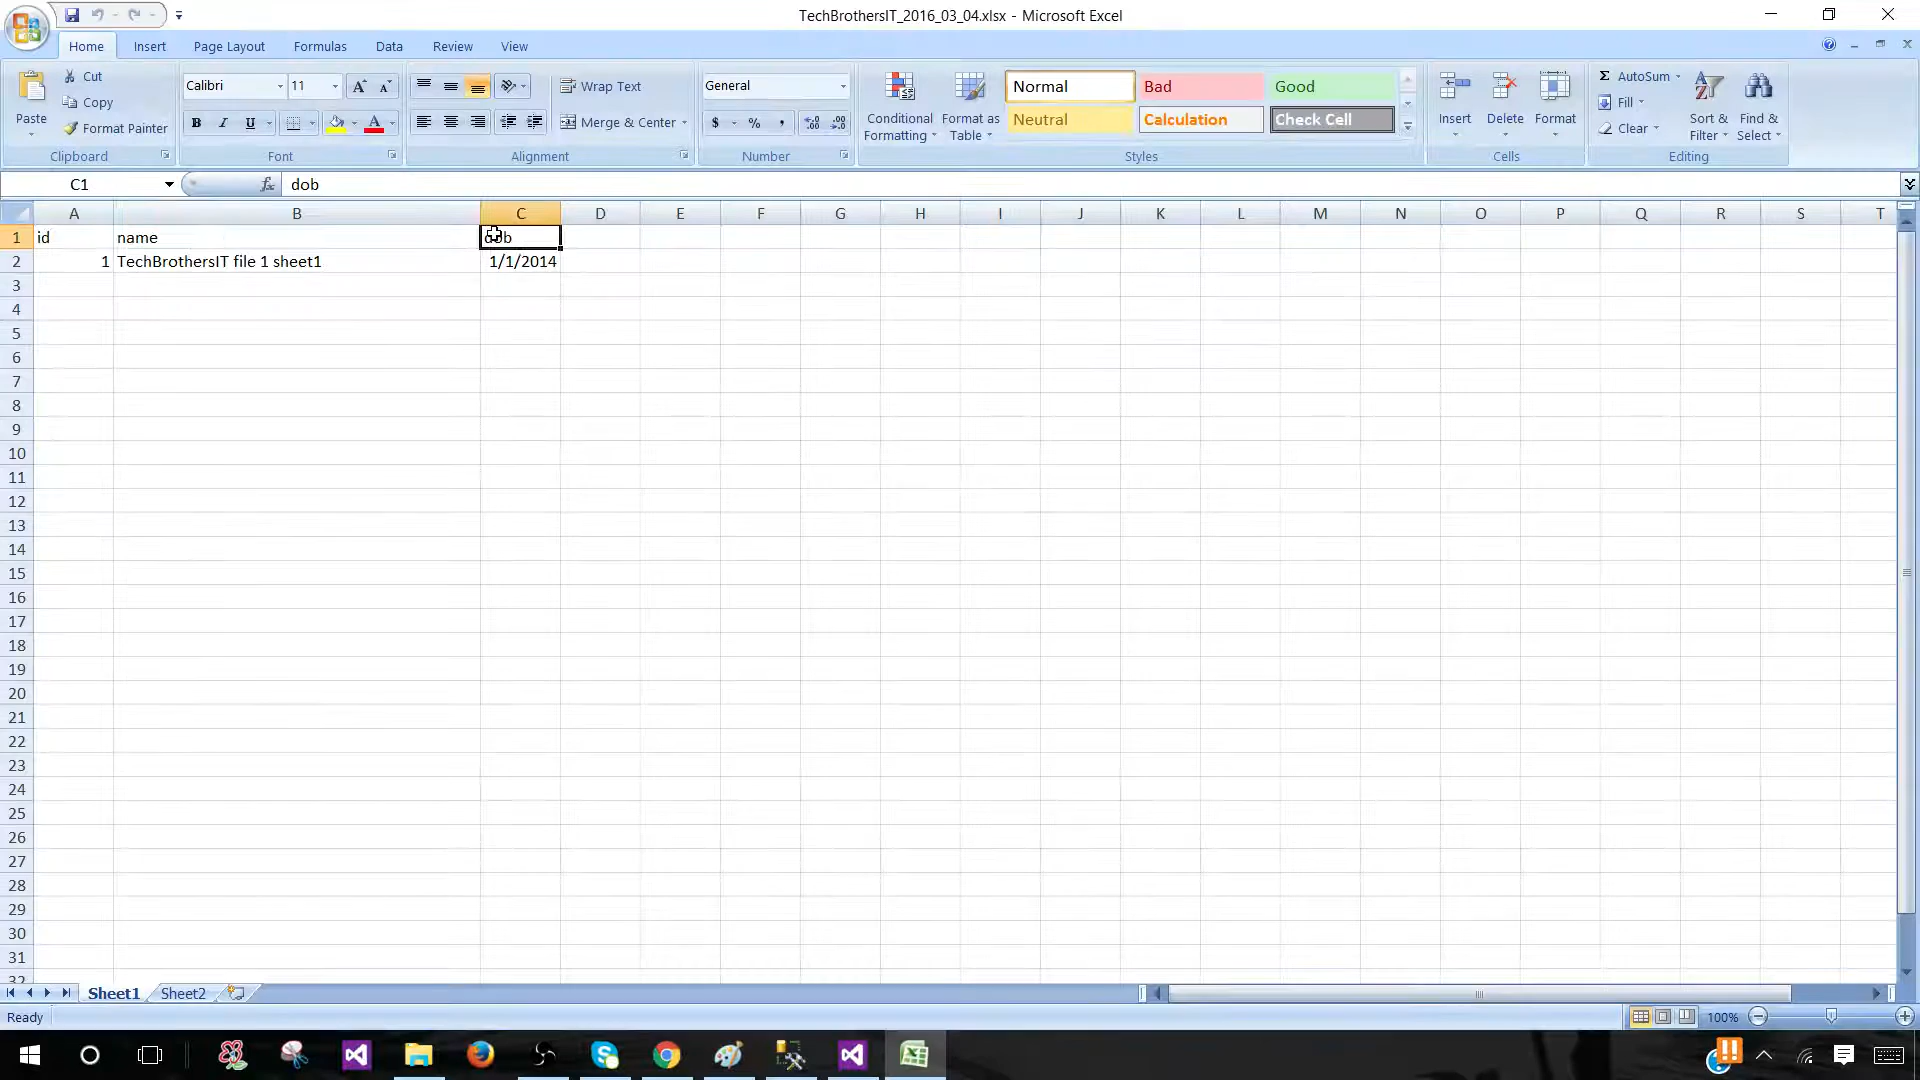 TechBrothersIT_2016_03_04.xlsx - Microsoft Excel
Home Insert Page Layout Formulas Data Review View
Paste
Cut
Copy
Format Painter
Clipboard
Calibri 11
B I U
Font
Wrap Text
Merge & Center
Alignment
General
$ % ,
Number
Conditional Formatting
Format as Table
Normal Bad Good
Neutral Calculation Check Cell
Styles
Insert Delete Format
Cells
Σ AutoSum
Fill
Clear
Sort & Filter
Find & Select
Editing
C1 fx dob
A B C D E F G H I J K L M N O P Q R S T
1 id name dob
2 1 TechBrothersIT file 1 sheet1 1/1/2014
3
4
5
6
7
8
9
10
11
12
13
14
15
16
17
18
19
20
21
22
23
24
25
26
27
28
29
30
31
32
Sheet1 Sheet2
Ready 100%